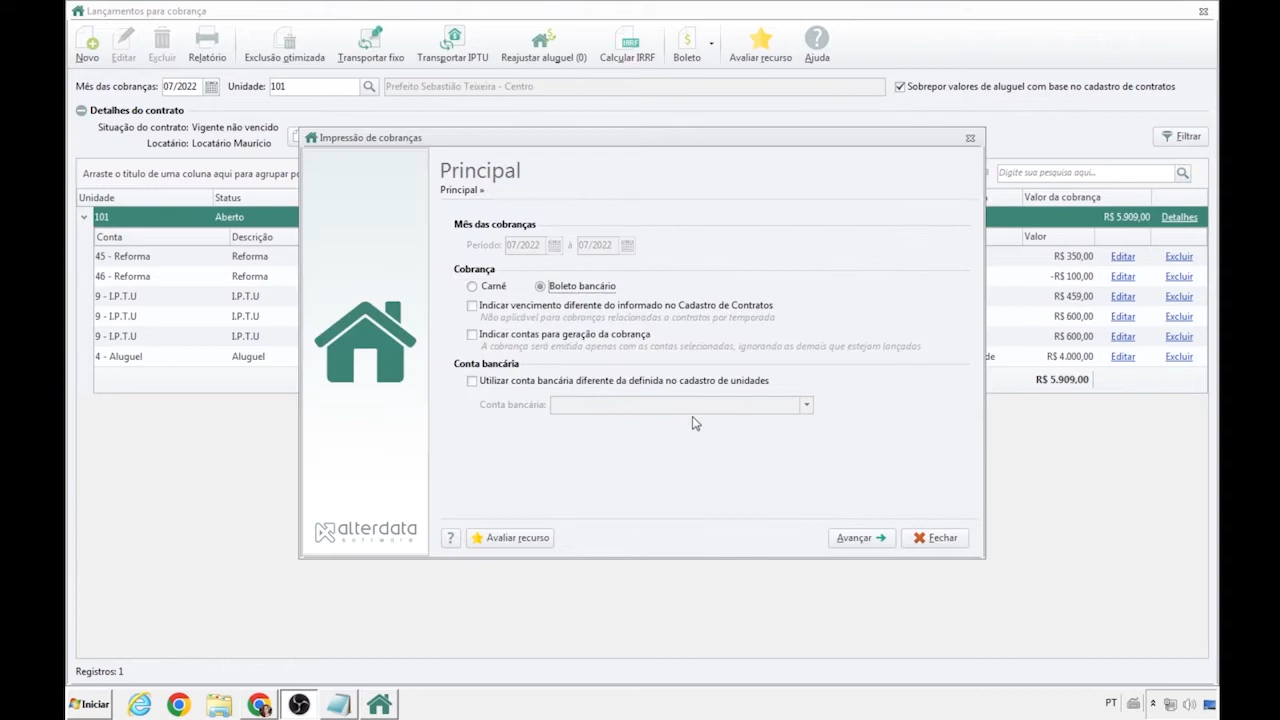 Lançamentos para cobrança
Novo Editar Excluir Relatório Exclusão otimizada Transportar fixo Transportar IPTU Reajustar aluguel (0) Calcular IRRF Boleto Avaliar recurso Ajuda
IRRF
Mês das cobranças: 07/2022 Unidade: 101 Prefeito Sebastião Teixeira - Centro Sobrepor valores de aluguel com base no cadastro de contratos
Detalhes do contrato
Situação do contrato: Vigente não vencido
Locatário: Locatário Maurício
Filtrar
Arraste o título de uma coluna aqui para agrupar po
Digite sua pesquisa aqui...
Unidade Status Valor da cobrança
101 Aberto R$ 5.909,00 Detalhes
Conta Descrição Valor
45 - Reforma Reforma R$ 350,00 Editar Excluir
46 - Reforma Reforma -R$ 100,00 Editar Excluir
9 - I.P.T.U I.P.T.U R$ 459,00 Editar Excluir
9 - I.P.T.U I.P.T.U R$ 600,00 Editar Excluir
9 - I.P.T.U I.P.T.U R$ 600,00 Editar Excluir
4 - Aluguel Aluguel de R$ 4.000,00 Editar Excluir
R$ 5.909,00
Impressão de cobranças
Principal
Principal »
Mês das cobranças
Período: 07/2022 à 07/2022
Cobrança
Carnê Boleto bancário
Indicar vencimento diferente do informado no Cadastro de Contratos
Não aplicável para cobranças relacionadas a contratos por temporada
Indicar contas para geração da cobrança
A cobrança será emitida apenas com as contas selecionadas, ignorando as demais que estejam lançadas
Conta bancária
Utilizar conta bancária diferente da definida no cadastro de unidades
Conta bancária:
alterdata
software
? Avaliar recurso Avançar Fechar
Registros: 1
Iniciar
PT